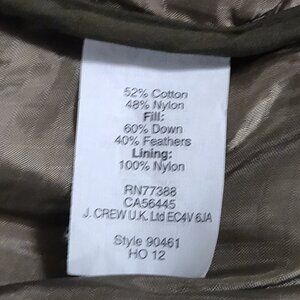 52% Cotton
48% Nylon
Fill:
60% Down
40% Feathers
Lining:
100% Nylon
RN77388
CA56445
J. CREW U.K. Ltd EC4V 6JA
Style 90461
HO 12